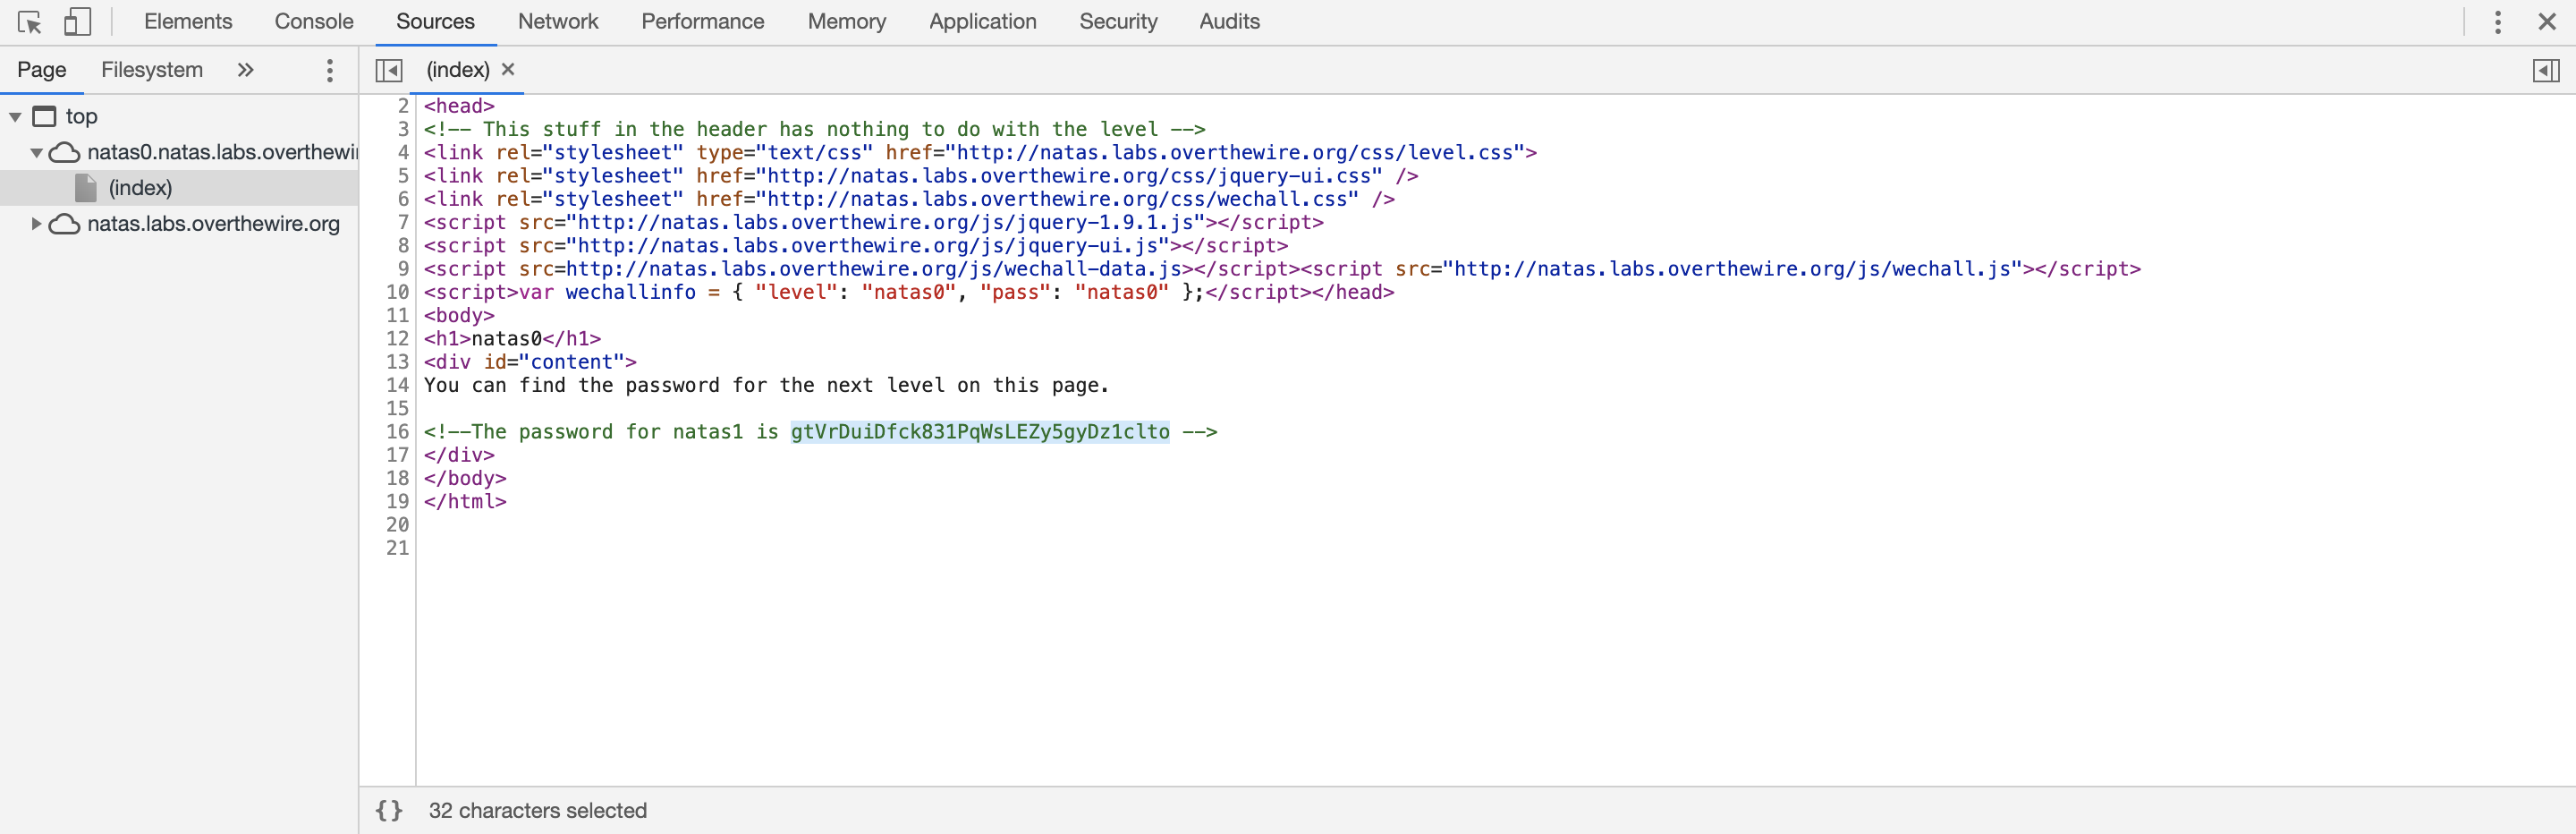 Elements Console Sources Network Performance Memory Application Security Audits
Page Filesystem »
(index) ×
top
natas0.natas.labs.overthewi
(index)
natas.labs.overthewire.org
2 <head>
3 <!-- This stuff in the header has nothing to do with the level -->
4 <link rel="stylesheet" type="text/css" href="http://natas.labs.overthewire.org/css/level.css">
5 <link rel="stylesheet" href="http://natas.labs.overthewire.org/css/jquery-ui.css" />
6 <link rel="stylesheet" href="http://natas.labs.overthewire.org/css/wechall.css" />
7 <script src="http://natas.labs.overthewire.org/js/jquery-1.9.1.js"></script>
8 <script src="http://natas.labs.overthewire.org/js/jquery-ui.js"></script>
9 <script src=http://natas.labs.overthewire.org/js/wechall-data.js></script><script src="http://natas.labs.overthewire.org/js/wechall.js"></script>
10 <script>var wechallinfo = { "level": "natas0", "pass": "natas0" };</script></head>
11 <body>
12 <h1>natas0</h1>
13 <div id="content">
14 You can find the password for the next level on this page.
15
16 <!--The password for natas1 is gtVrDuiDfck831PqWsLEZy5gyDz1clto -->
17 </div>
18 </body>
19 </html>
20
21
{} 32 characters selected